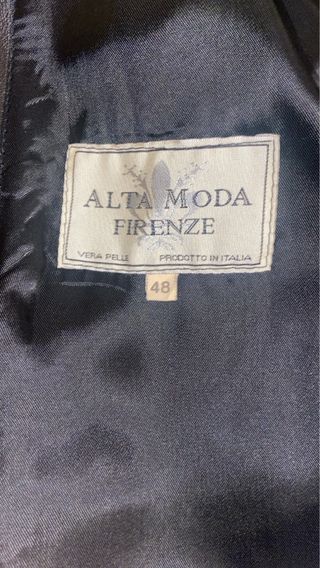 ALTA MODA
FIRENZE
VERA PELLE PRODOTTO IN ITALIA
48